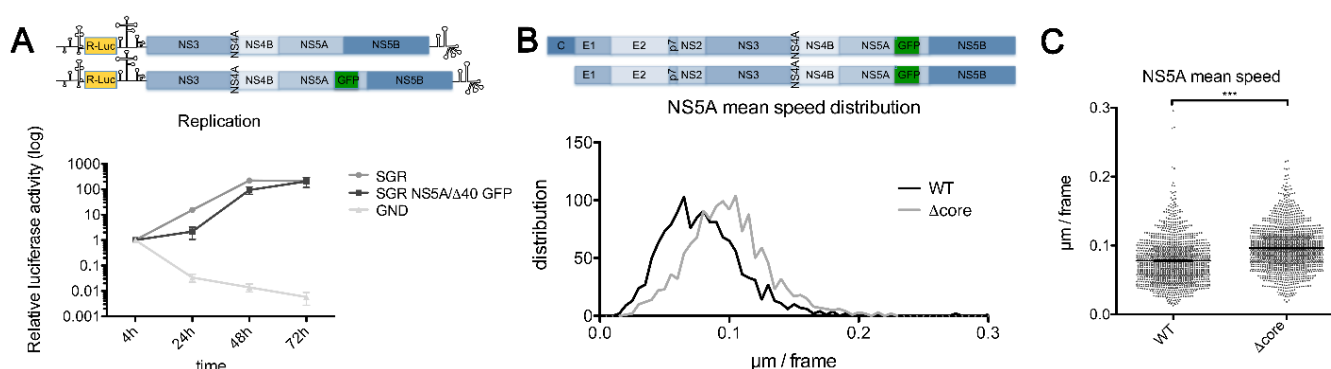 A
R-Luc NS3 NS4A NS4B NS5A NS5B
R-Luc NS3 NS4A NS4B NS5A GFP NS5B
Replication
Relative luciferase activity (log)
1000
100
10
1
0.1
0.01
0.001
4h 24h 48h 72h
time
SGR
SGR NS5A/Δ40 GFP
GND
B
C E1 E2 p7 NS2 NS3 NS4A NS4B NS5A GFP NS5B
E1 E2 p7 NS2 NS3 NS4A NS4B NS5A GFP NS5B
NS5A mean speed distribution
distribution
150
100
50
0
0.0 0.1 0.2 0.3
µm / frame
WT
Δcore
C
NS5A mean speed
***
µm / frame
0.3
0.2
0.1
0.0
WT Δcore